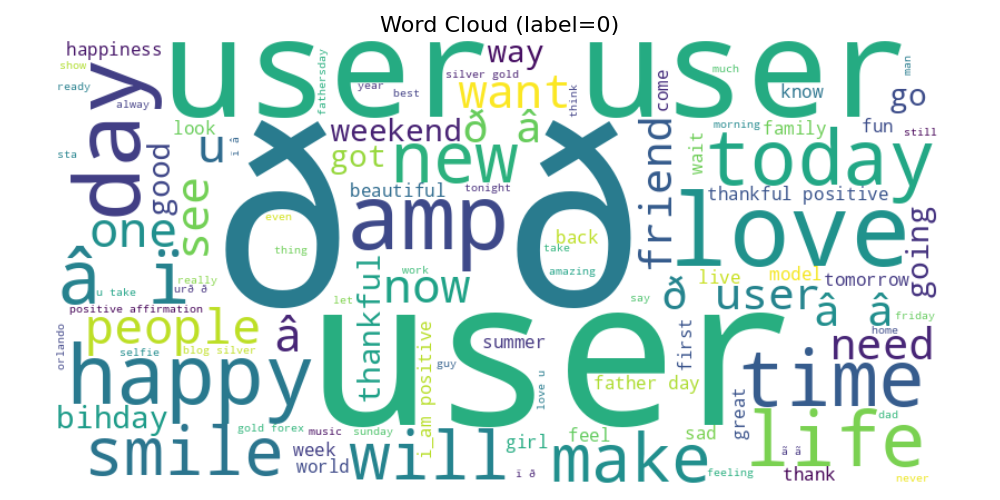 Word Cloud (label=0)
happiness
user user
way
show
ready
alway
day
fathersday
year
best
silver gold
want
think
come
much
know
man
go
look
u
ï â
weekend
ð â
morning
family
fun
still
sta
good
see
got
new
friend
wait
today
one
ð ð
beautiful
tonight
amp
thankful positive
love
even
thing
back
take
amazing
going
â ï
really
urð ð
u take
thankful
work
now
let
say
live
model
tomorrow
ð user
â â
friday
positive affirmation
people
â
user
summer
first
home
need
orlando
selfie
blog silver
happy
i_am positive
guy
love u
father day
time
bihday
gold forex
music
sunday
girl
feel
sad
great
life
dad
smile
week
world
will
ï ð
make
feeling
ã ã
thank
never